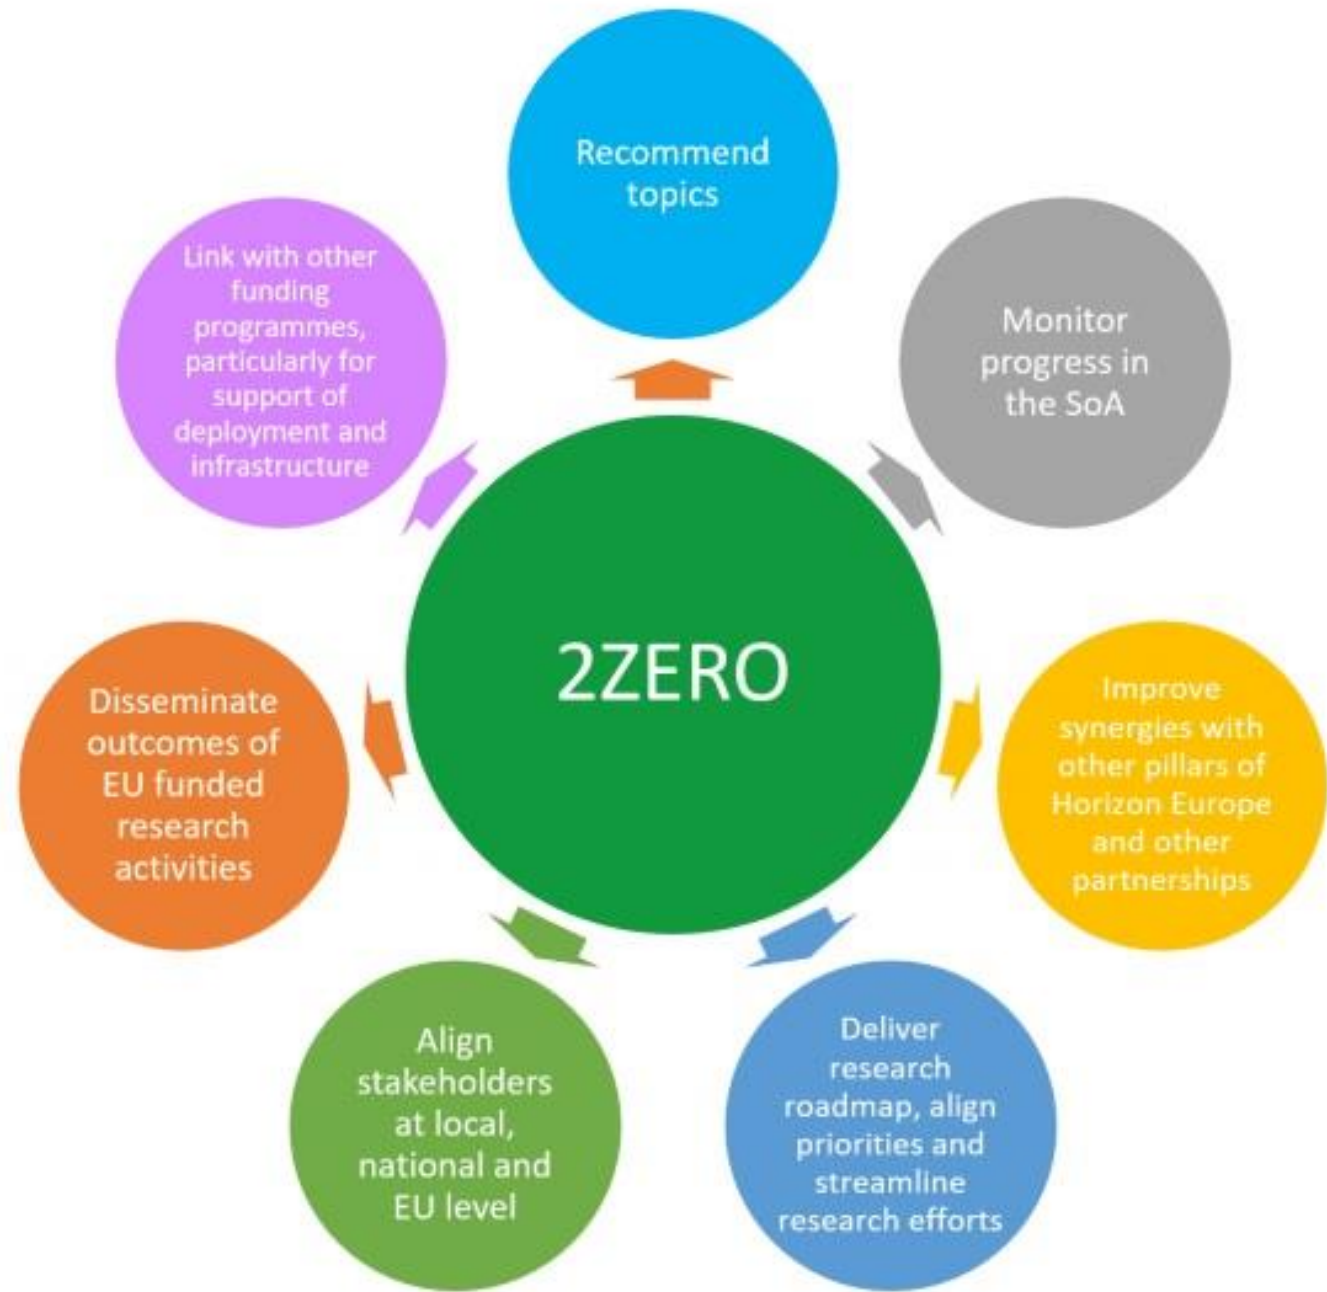 Recommend
topics
Monitor
progress in
the SoA
Improve
synergies with
other pillars of
Horizon Europe
and other
partnerships
Deliver
research
roadmap, align
priorities and
streamline
research efforts
Align
stakeholders
at local,
national and
EU level
Disseminate
outcomes of
EU funded
research
activities
Link with other
funding
programmes,
particularly for
support of
deployment and
infrastructure
2ZERO